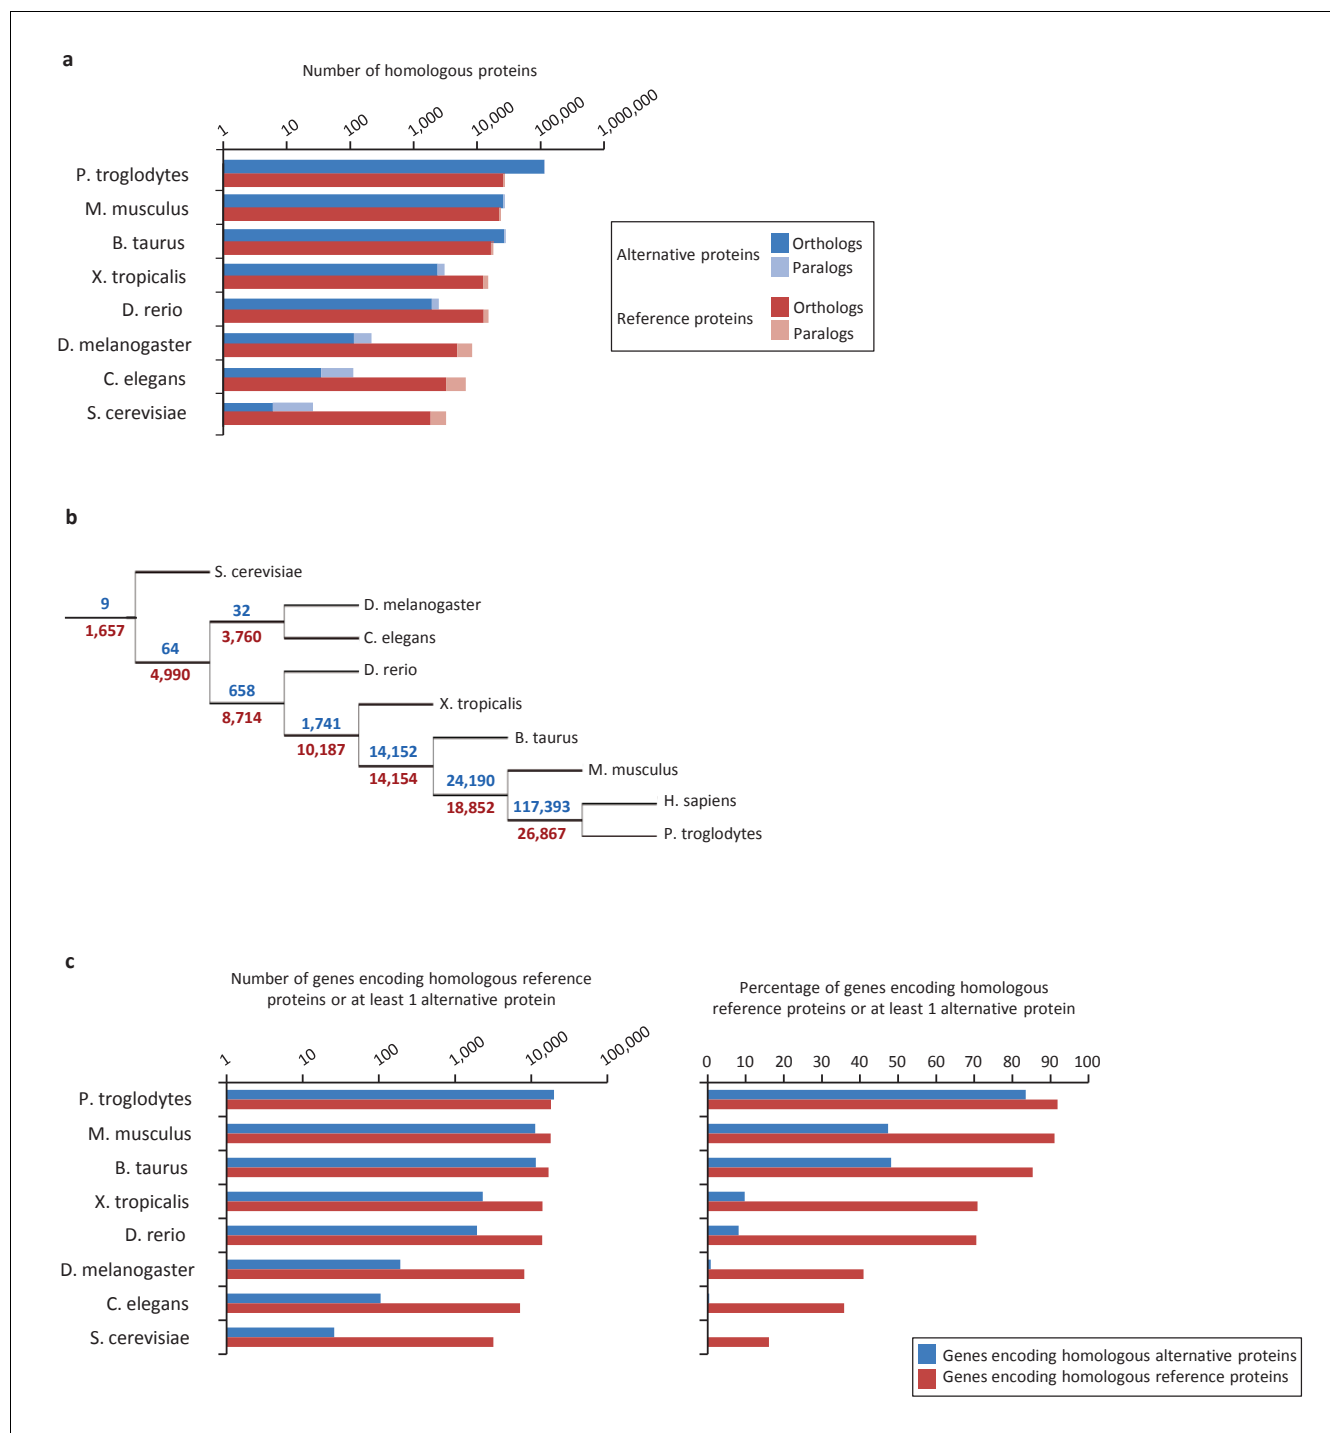 a
Number of homologous proteins
1 10 100 1,000 10,000 100,000 1,000,000
P. troglodytes
M. musculus
B. taurus
X. tropicalis
D. rerio
D. melanogaster
C. elegans
S. cerevisiae
Alternative proteins
Orthologs
Paralogs
Reference proteins
Orthologs
Paralogs
b
S. cerevisiae
9
1,657
D. melanogaster
32
3,760
C. elegans
64
4,990
D. rerio
658
8,714
X. tropicalis
1,741
10,187
B. taurus
14,152
14,154
M. musculus
24,190
18,852
H. sapiens
117,393
26,867
P. troglodytes
c
Number of genes encoding homologous reference
proteins or at least 1 alternative protein
1 10 100 1,000 10,000 100,000
P. troglodytes
M. musculus
B. taurus
X. tropicalis
D. rerio
D. melanogaster
C. elegans
S. cerevisiae
Percentage of genes encoding homologous
reference proteins or at least 1 alternative protein
0 10 20 30 40 50 60 70 80 90 100
Genes encoding homologous alternative proteins
Genes encoding homologous reference proteins